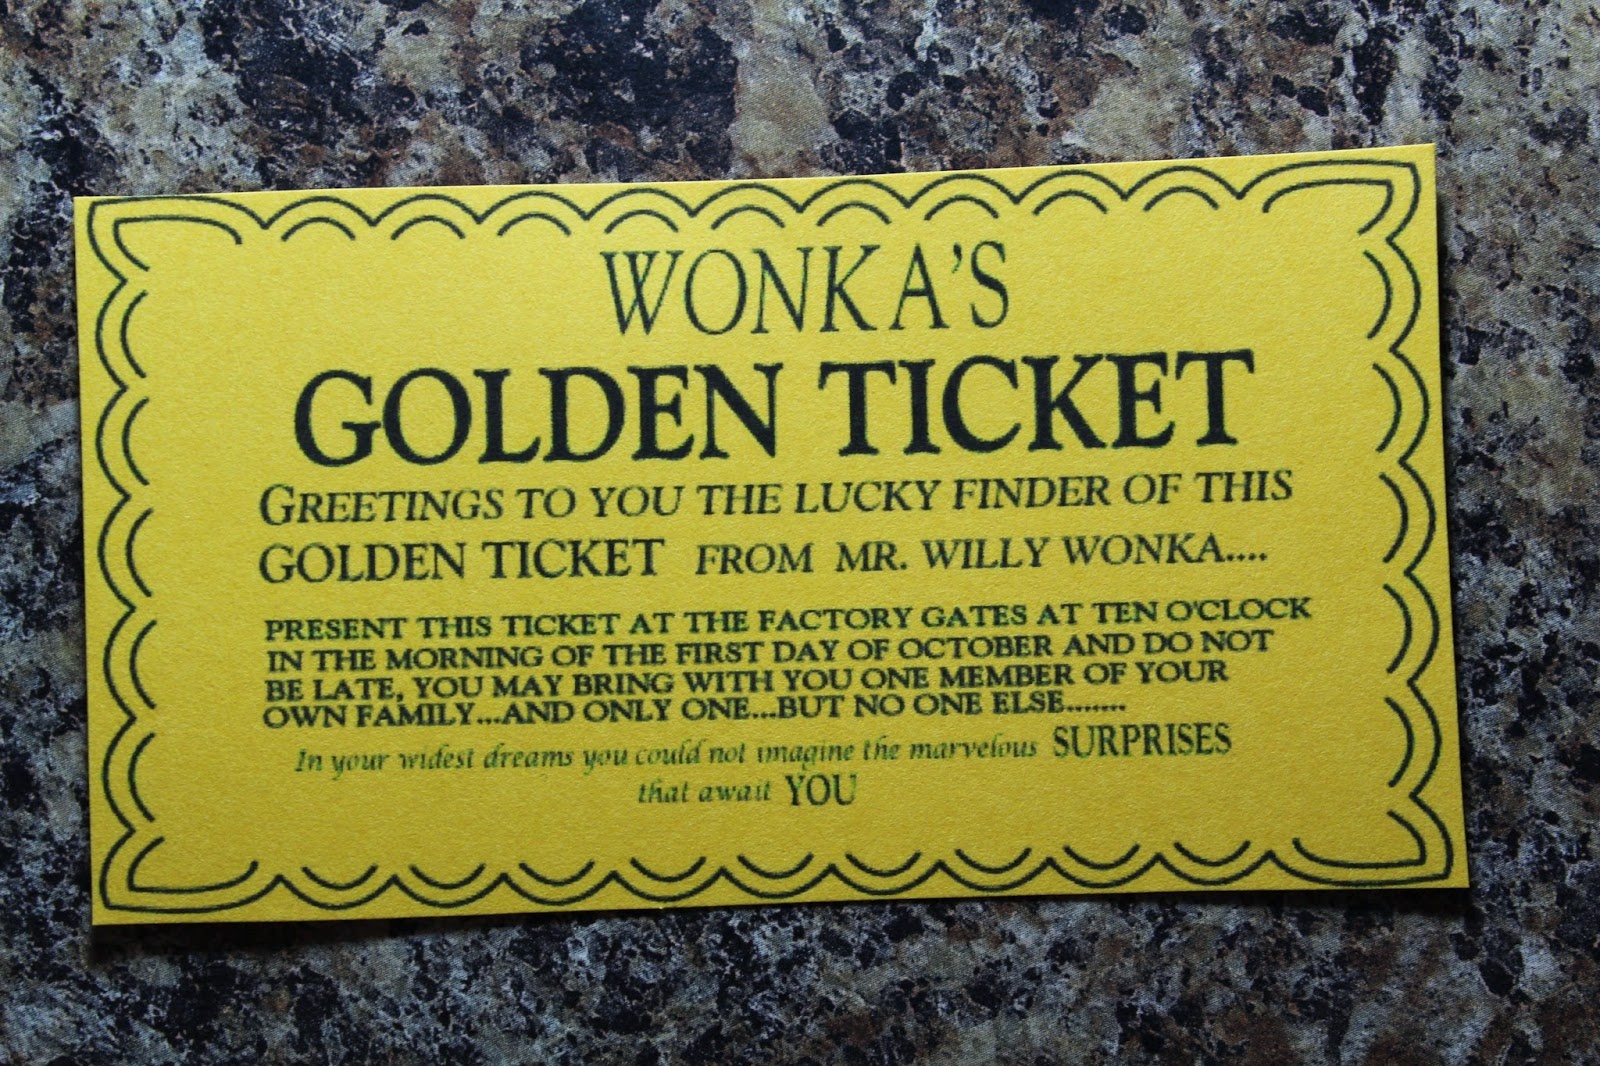 WONKA'S
GOLDEN TICKET
GREETINGS TO YOU THE LUCKY FINDER OF THIS
GOLDEN TICKET FROM MR. WILLY WONKA....
PRESENT THIS TICKET AT THE FACTORY GATES AT TEN O'CLOCK
IN THE MORNING OF THE FIRST DAY OF OCTOBER AND DO NOT
BE LATE, YOU MAY BRING WITH YOU ONE MEMBER OF YOUR
OWN FAMILY...AND ONLY ONE...BUT NO ONE ELSE.......
In your widest dreams you could not imagine the marvelous SURPRISES
that await YOU